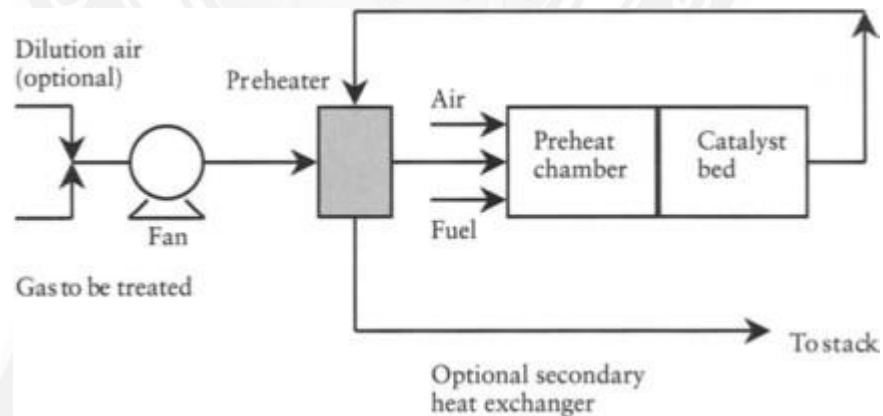 Dilution air
(optional)
Preheater
Air
Preheat
chamber
Catalyst
bed
Fuel
Fan
Gas to be treated
To stack
Optional secondary
heat exchanger